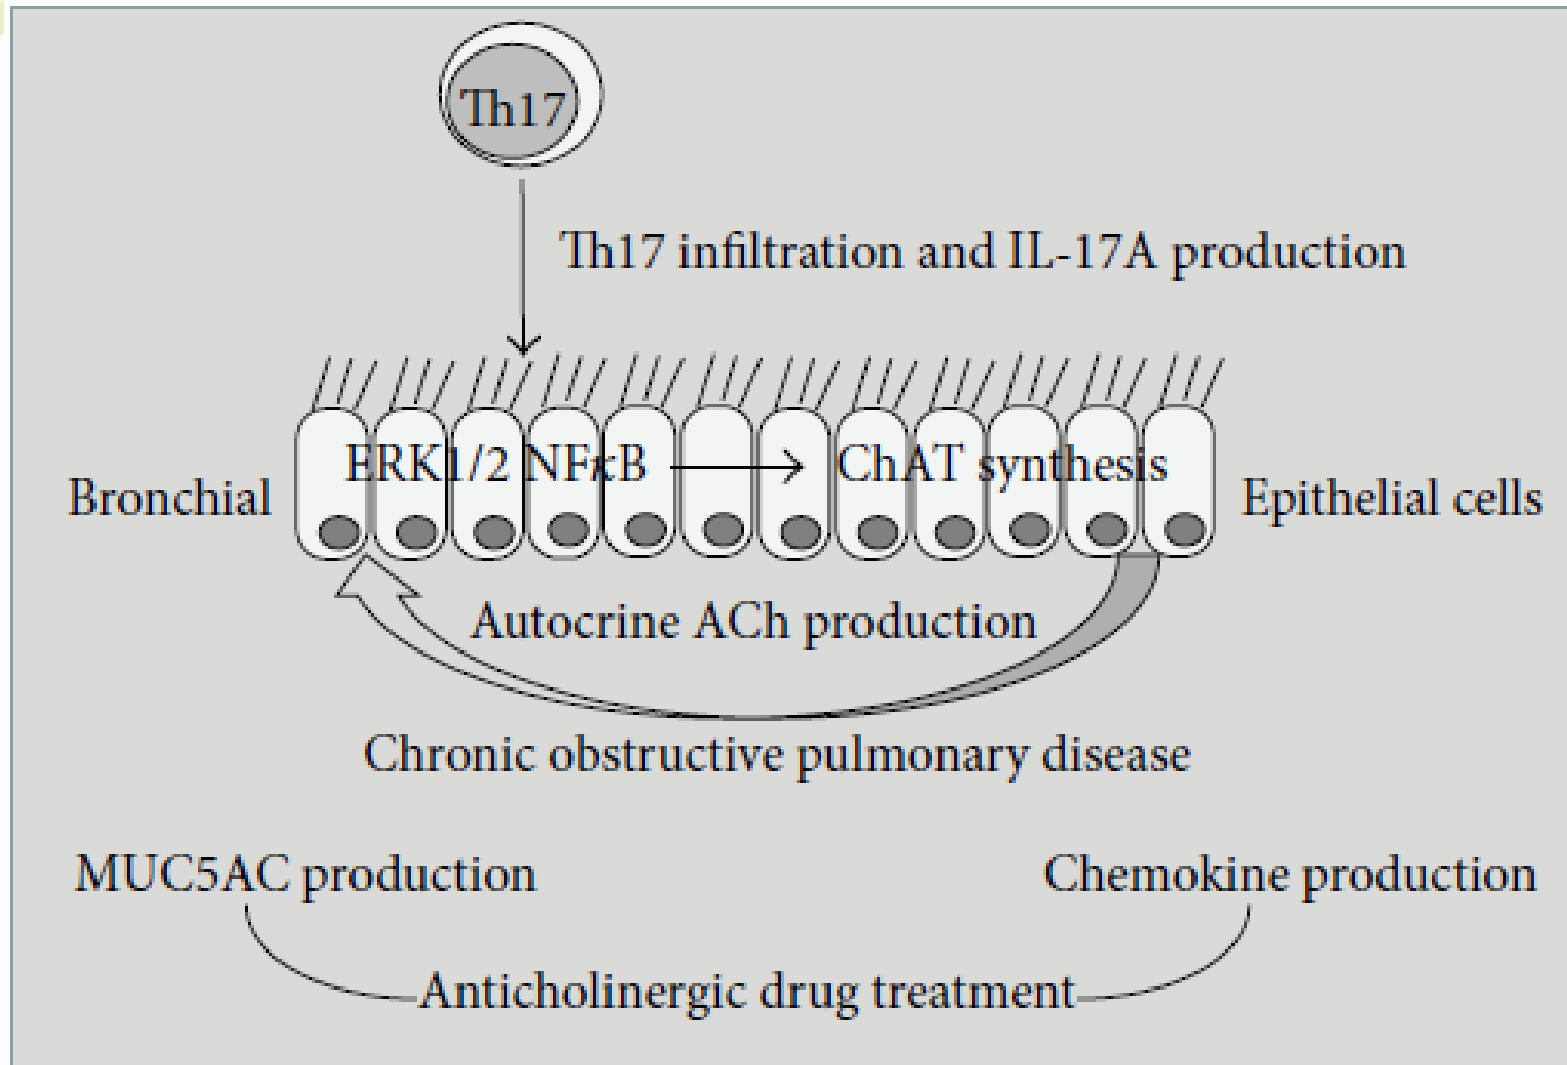 Th17
Th17 infiltration and IL-17A production
ERK1/2 NFκB
ChAT synthesis
Bronchial
Epithelial cells
Autocrine ACh production
Chronic obstructive pulmonary disease
MUC5AC production
Chemokine production
Anticholinergic drug treatment